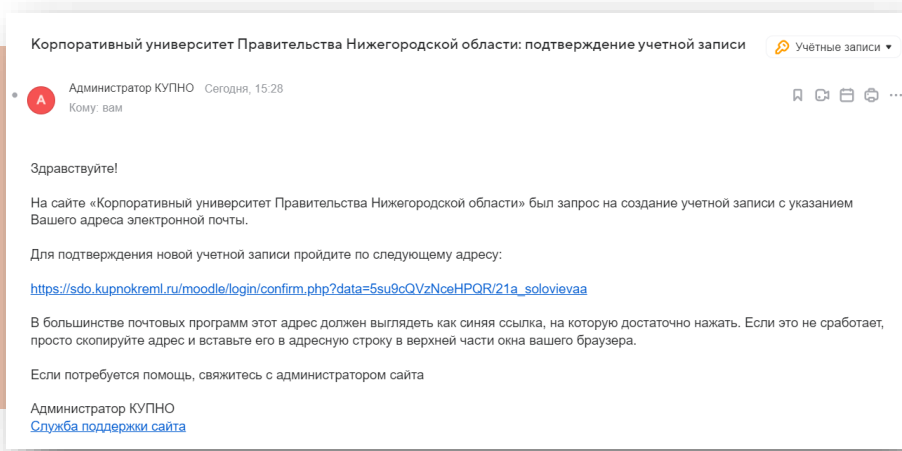 Корпоративный университет Правительства Нижегородской области: подтверждение учетной записи
Учётные записи
А
Администратор КУПНО Сегодня, 15:28
Кому: вам
Здравствуйте!
На сайте «Корпоративный университет Правительства Нижегородской области» был запрос на создание учетной записи с указанием
Вашего адреса электронной почты.
Для подтверждения новой учетной записи пройдите по следующему адресу:
https://sdo.kupnokreml.ru/moodle/login/confirm.php?data=5su9cQVzNceHPQR/21a_solovievaa
В большинстве почтовых программ этот адрес должен выглядеть как синяя ссылка, на которую достаточно нажать. Если это не сработает,
просто скопируйте адрес и вставьте его в адресную строку в верхней части окна вашего браузера.
Если потребуется помощь, свяжитесь с администратором сайта
Администратор КУПНО
Служба поддержки сайта